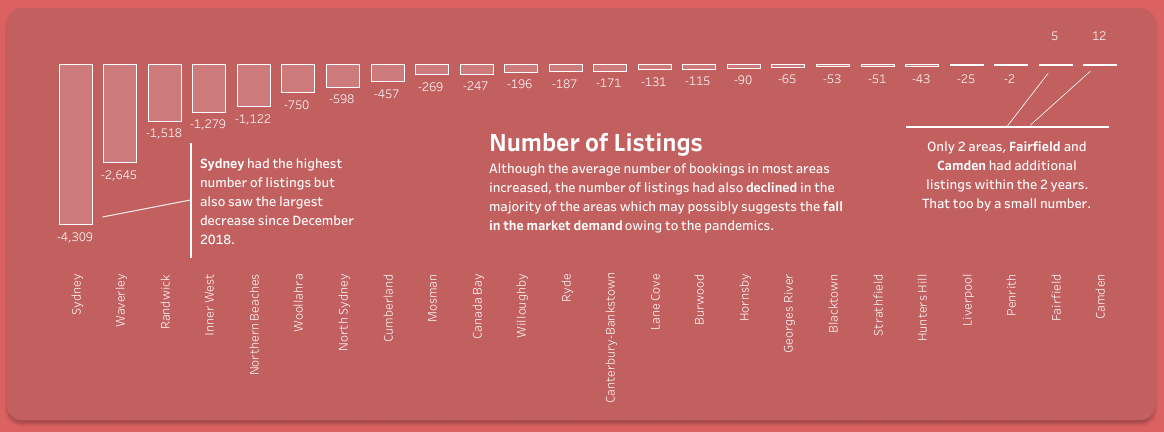 5
12
-4,309
-2,645
-1,518
-1,279
-1,122
-750
-598
-457
-269
-247
-196
-187
-171
-131
-115
-90
-65
-53
-51
-43
-25
-2
Sydney had the highest
number of listings but
also saw the largest
decrease since December
2018.
Number of Listings
Although the average number of bookings in most areas
increased, the number of listings had also declined in the
majority of the areas which may possibly suggests the fall
in the market demand owing to the pandemics.
Only 2 areas, Fairfield and
Camden had additional
listings within the 2 years.
That too by a small number.
Sydney
Waverley
Randwick
Inner West
Northern Beaches
Woollahra
North Sydney
Cumberland
Mosman
Canada Bay
Willoughby
Ryde
Canterbury-Bankstown
Lane Cove
Burwood
Hornsby
Georges River
Blacktown
Strathfield
Hunters Hill
Liverpool
Penrith
Fairfield
Camden